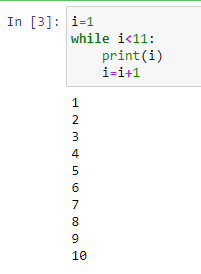 In [3]: i=1
while i<11:
    print(i)
    i=i+1
1
2
3
4
5
6
7
8
9
10